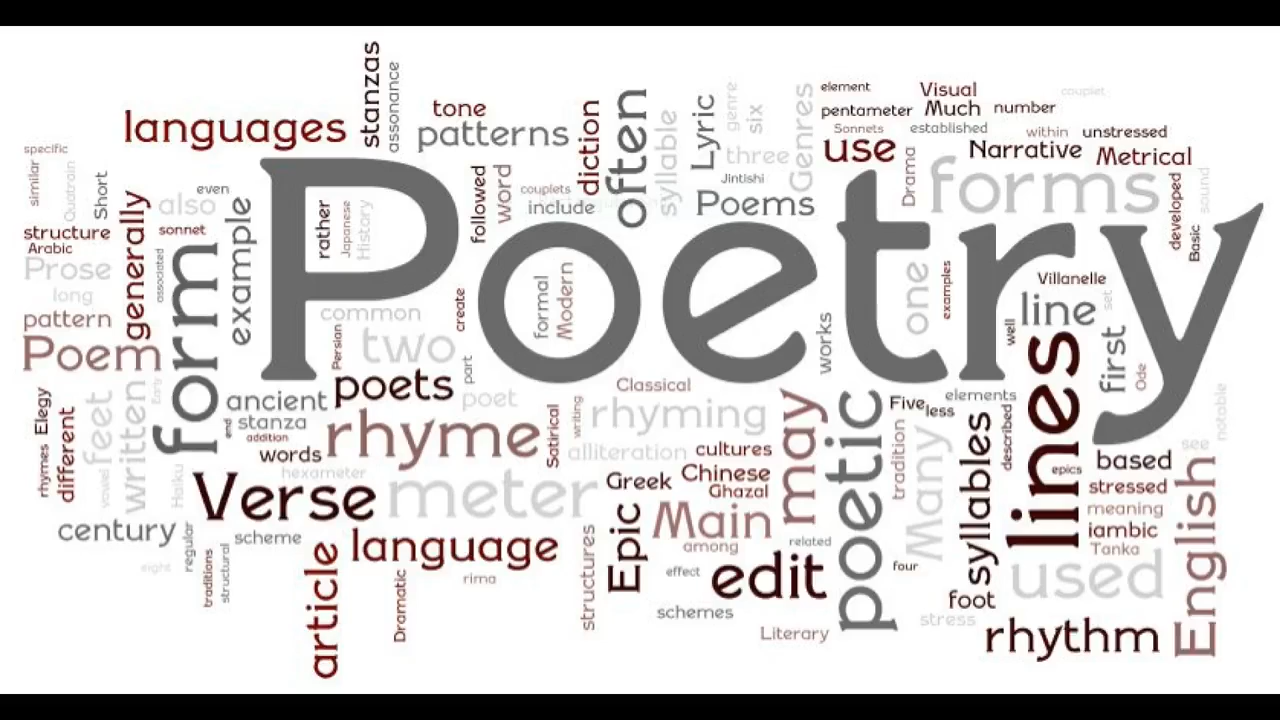 stanzas
assonance
languages
tone
patterns
diction
often
syllable
Lyric
genre
six
Genres
element
Visual
couplet
pentameter
Much
number
Sonnets
established
within
unstressed
three
use
Drama
Narrative
Metrical
specific
similar
Quatrain
Short
generally
even
also
example
followed
word
couplets
include
Jintishi
Poems
forms
developed
sound
Basic
structure
sonnet
Arabic
associated
rather
Japanese
History
Poetry
Prose
long
form
create
formal
Modern
one
examples
Villanelle
set
line
well
pattern
common
Persian
two
part
works
first
Ode
Poem
poets
poet
Classical
elements
lines
Elegy
feet
written
Early
ancient
stanza
end
addition
rhyme
Satirical
writing
rhyming
may
poetic
Five
less
described
notable
rhymes
different
vowel
Haiku
words
alliteration
cultures
tradition
Many
syllables
epics
based
see
hexameter
Verse
meter
Greek
Chinese
Ghazal
stressed
meaning
English
century
regular
scheme
language
Epic
Main
among
related
iambic
Tanka
eight
traditions
structural
article
Dramatic
rima
structures
effect
edit
four
used
foot
schemes
Literary
stress
rhythm